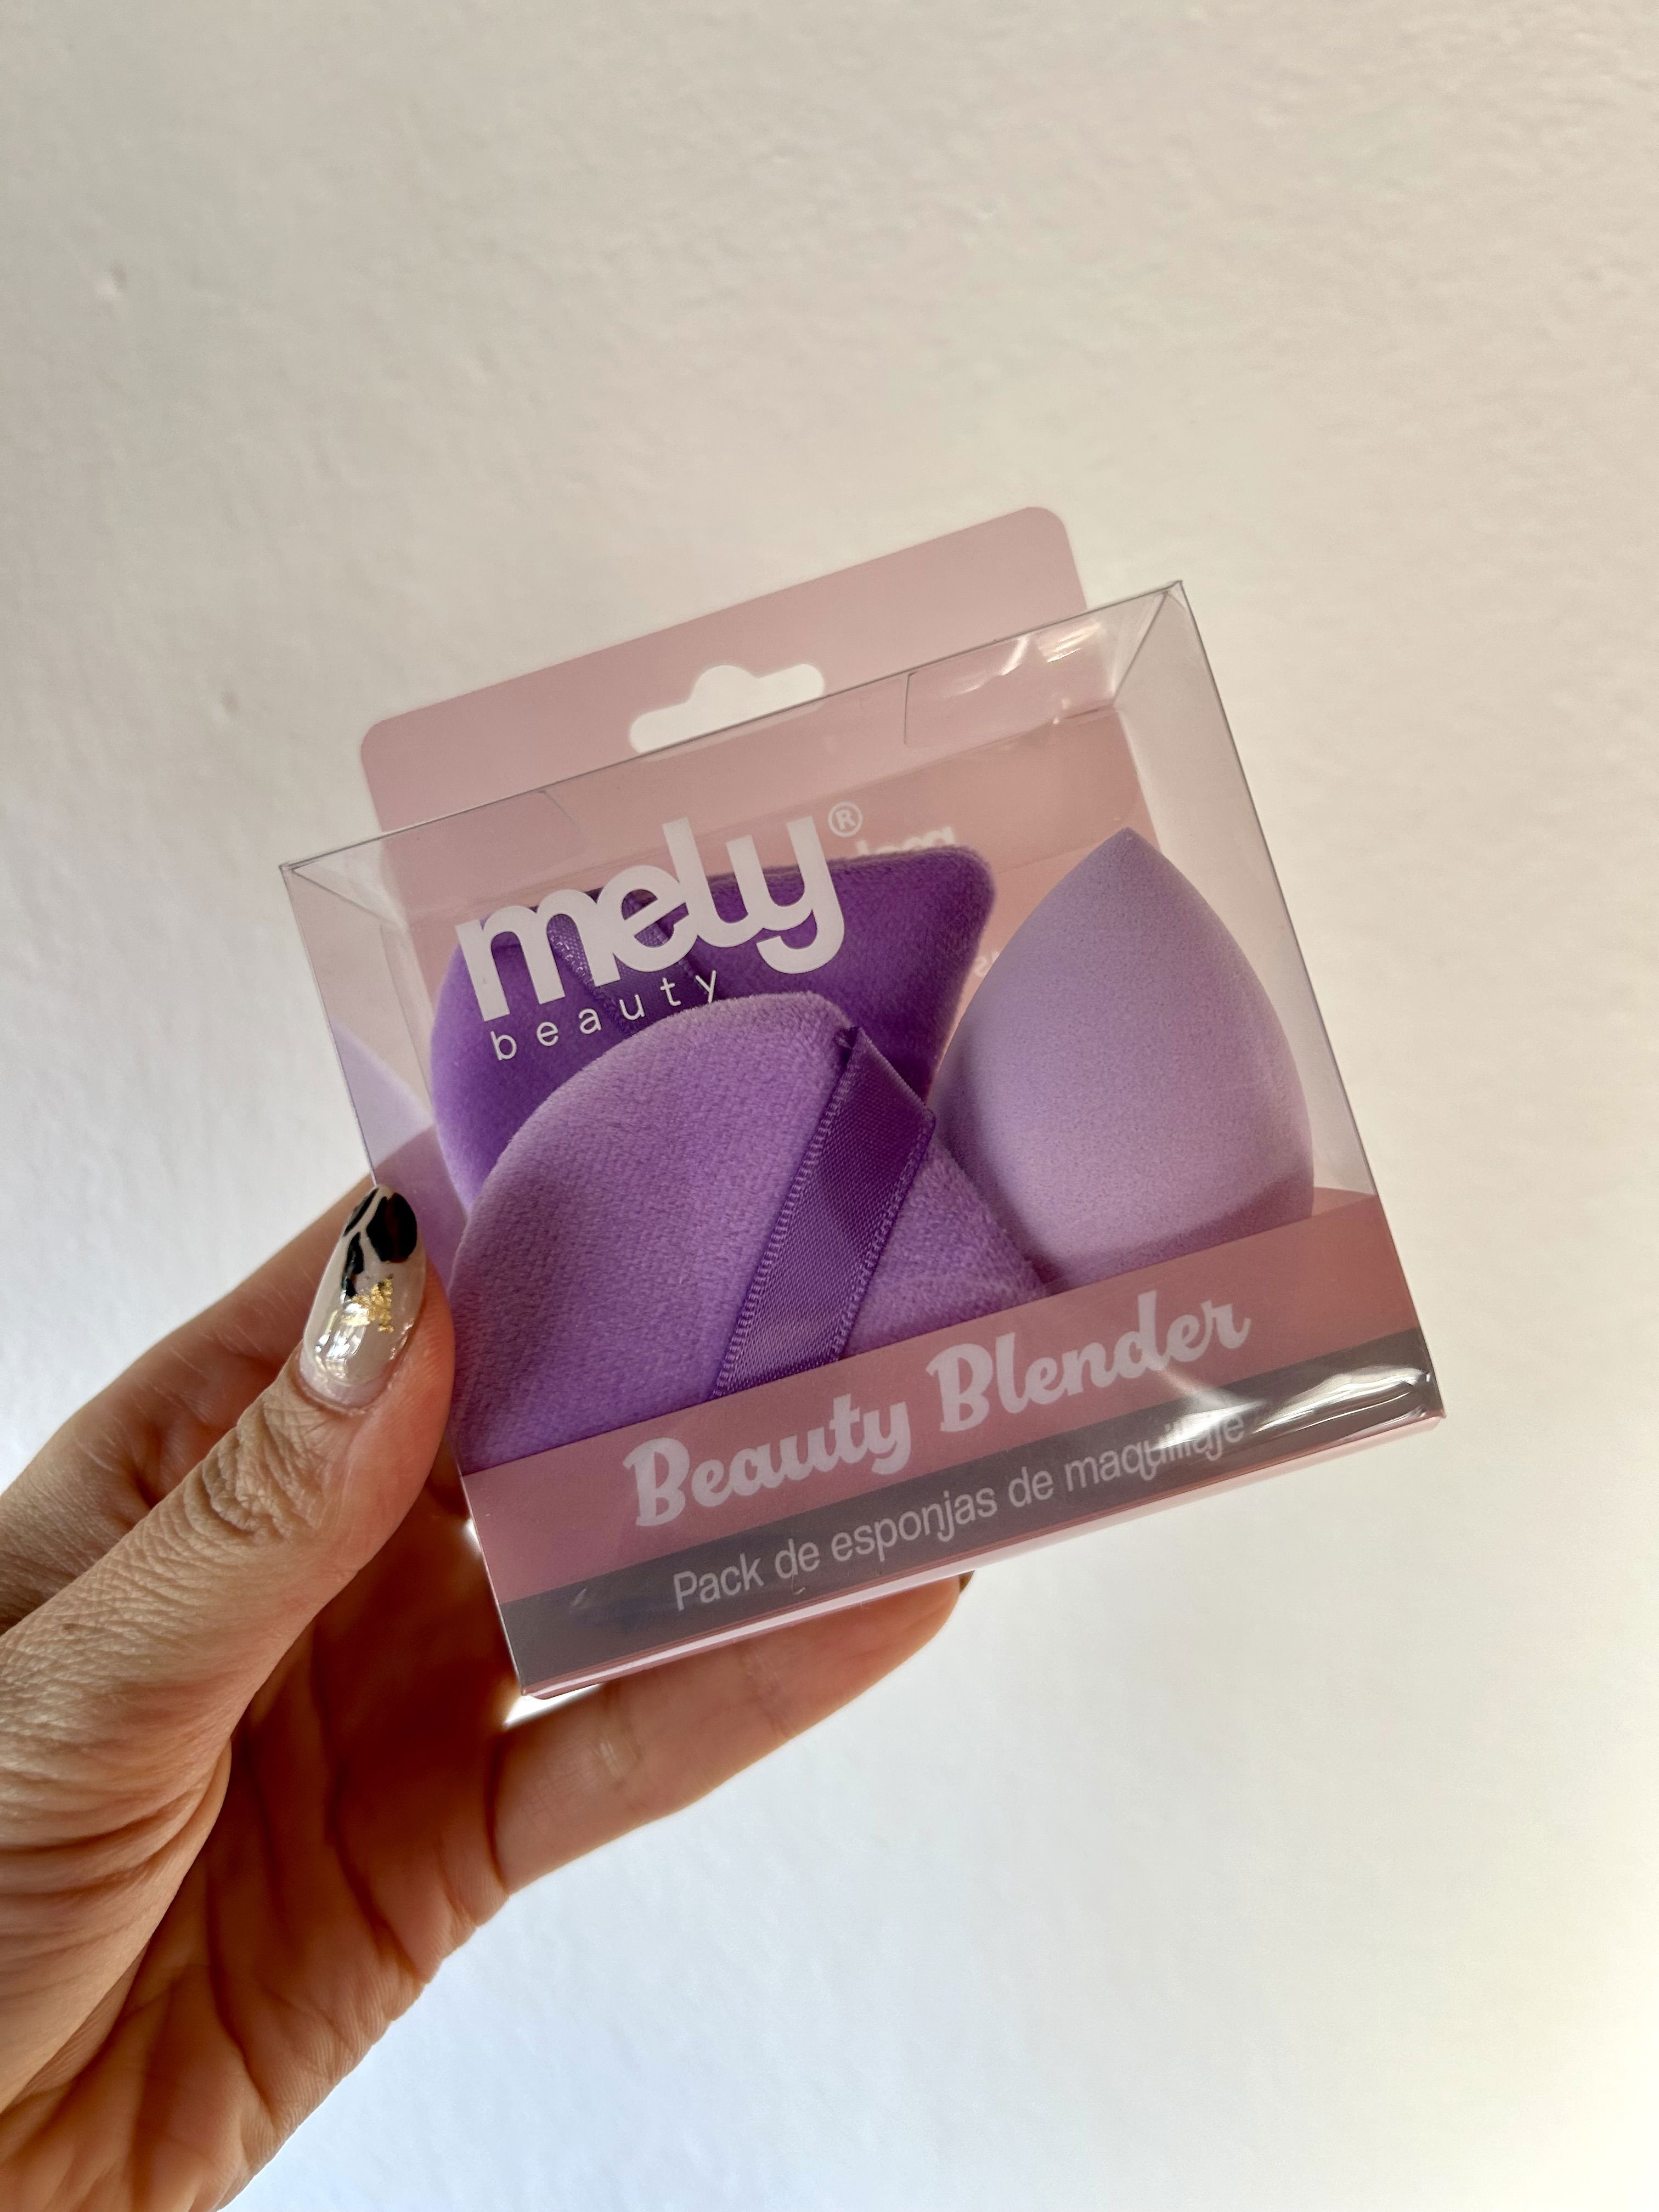 mely®
beauty
Beauty Blender
Pack de esponjas de maquillaje